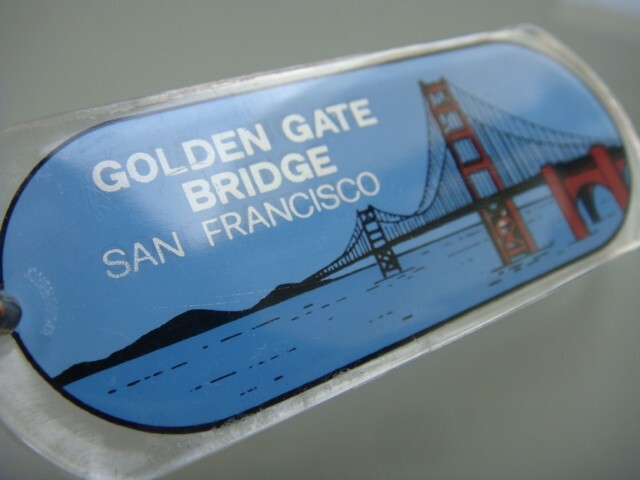 GOLDEN GATE
BRIDGE
SAN FRANCISCO